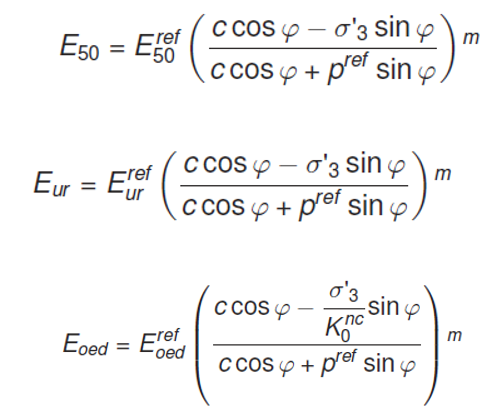 E50 = E50^ref ( (c cos φ − σ'3 sin φ) / (c cos φ + p^ref sin φ) )^m
Eur = Eur^ref ( (c cos φ − σ'3 sin φ) / (c cos φ + p^ref sin φ) )^m
Eoed = Eoed^ref ( (c cos φ − (σ'3 / K0^nc) sin φ) / (c cos φ + p^ref sin φ) )^m